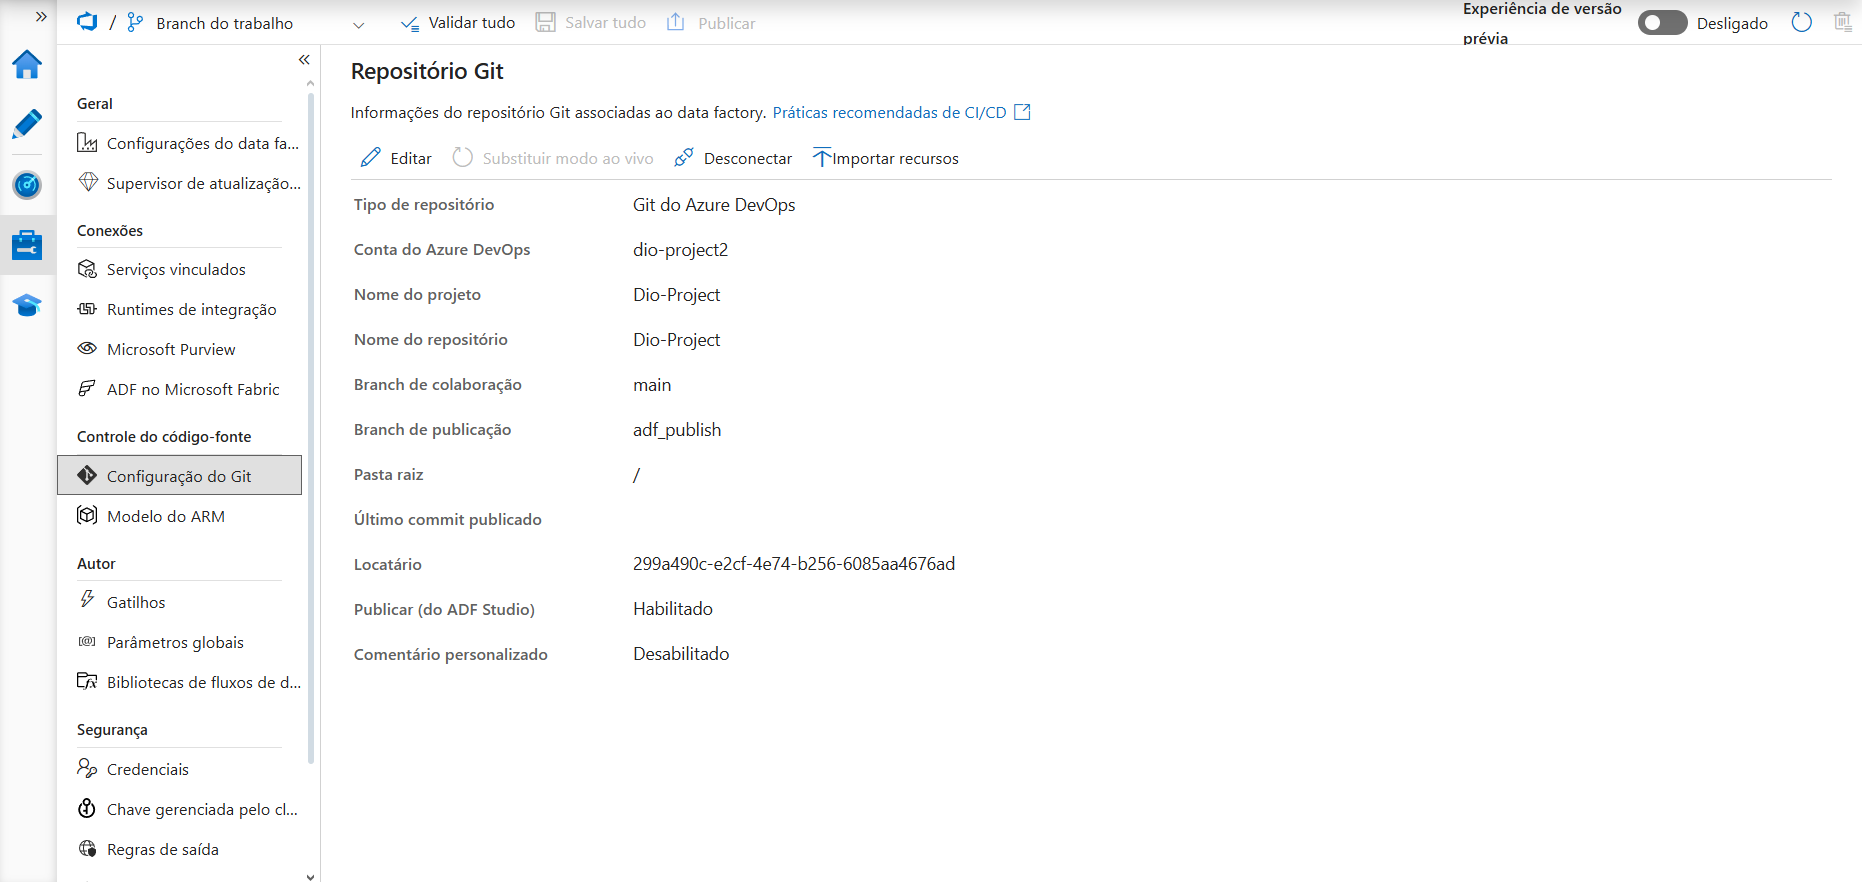 / Branch do trabalho
Validar tudo
Salvar tudo
Publicar
Experiência de versão
prévia
Desligado
Geral
Configurações do data fa...
Supervisor de atualização...
Conexões
Serviços vinculados
Runtimes de integração
Microsoft Purview
ADF no Microsoft Fabric
Controle do código-fonte
Configuração do Git
Modelo do ARM
Autor
Gatilhos
Parâmetros globais
Bibliotecas de fluxos de d...
Segurança
Credenciais
Chave gerenciada pelo cl...
Regras de saída
Repositório Git
Informações do repositório Git associadas ao data factory. Práticas recomendadas de CI/CD
Editar
Substituir modo ao vivo
Desconectar
Importar recursos
Tipo de repositório Git do Azure DevOps
Conta do Azure DevOps dio-project2
Nome do projeto Dio-Project
Nome do repositório Dio-Project
Branch de colaboração main
Branch de publicação adf_publish
Pasta raiz /
Último commit publicado
Locatário 299a490c-e2cf-4e74-b256-6085aa4676ad
Publicar (do ADF Studio) Habilitado
Comentário personalizado Desabilitado